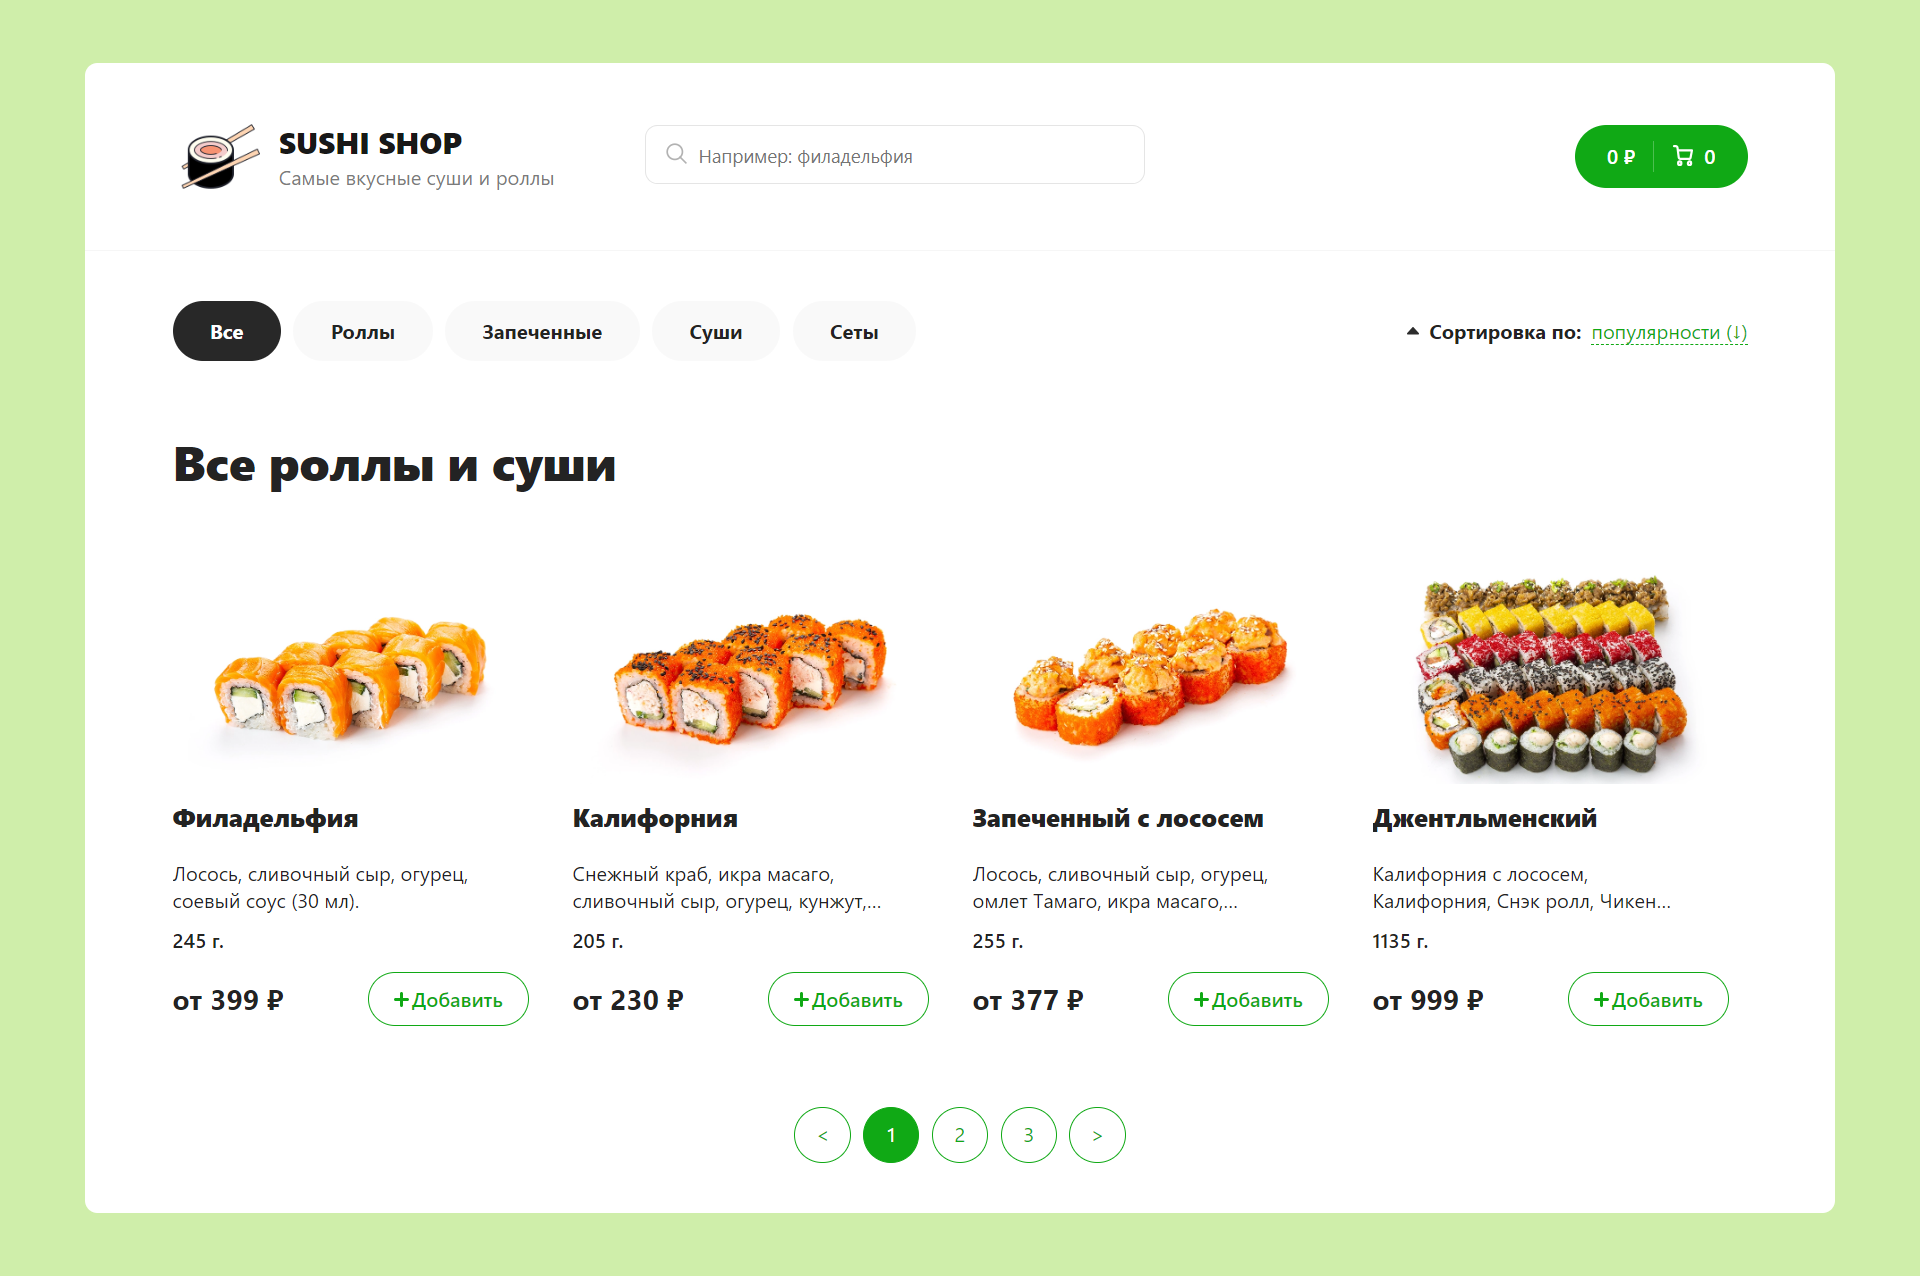 SUSHI SHOP
Самые вкусные суши и роллы
Например: филадельфия
0 ₽
0
Все
Роллы
Запеченные
Суши
Сеты
Сортировка по: популярности (↓)
Все роллы и суши
Филадельфия
Лосось, сливочный сыр, огурец,
соевый соус (30 мл).
245 г.
от 399 ₽
+Добавить
Калифорния
Снежный краб, икра масаго,
сливочный сыр, огурец, кунжут,...
205 г.
от 230 ₽
+Добавить
Запеченный с лососем
Лосось, сливочный сыр, огурец,
омлет Тамаго, икра масаго,...
255 г.
от 377 ₽
+Добавить
Джентльменский
Калифорния с лососем,
Калифорния, Снэк ролл, Чикен...
1135 г.
от 999 ₽
+Добавить
< 1 2 3 >